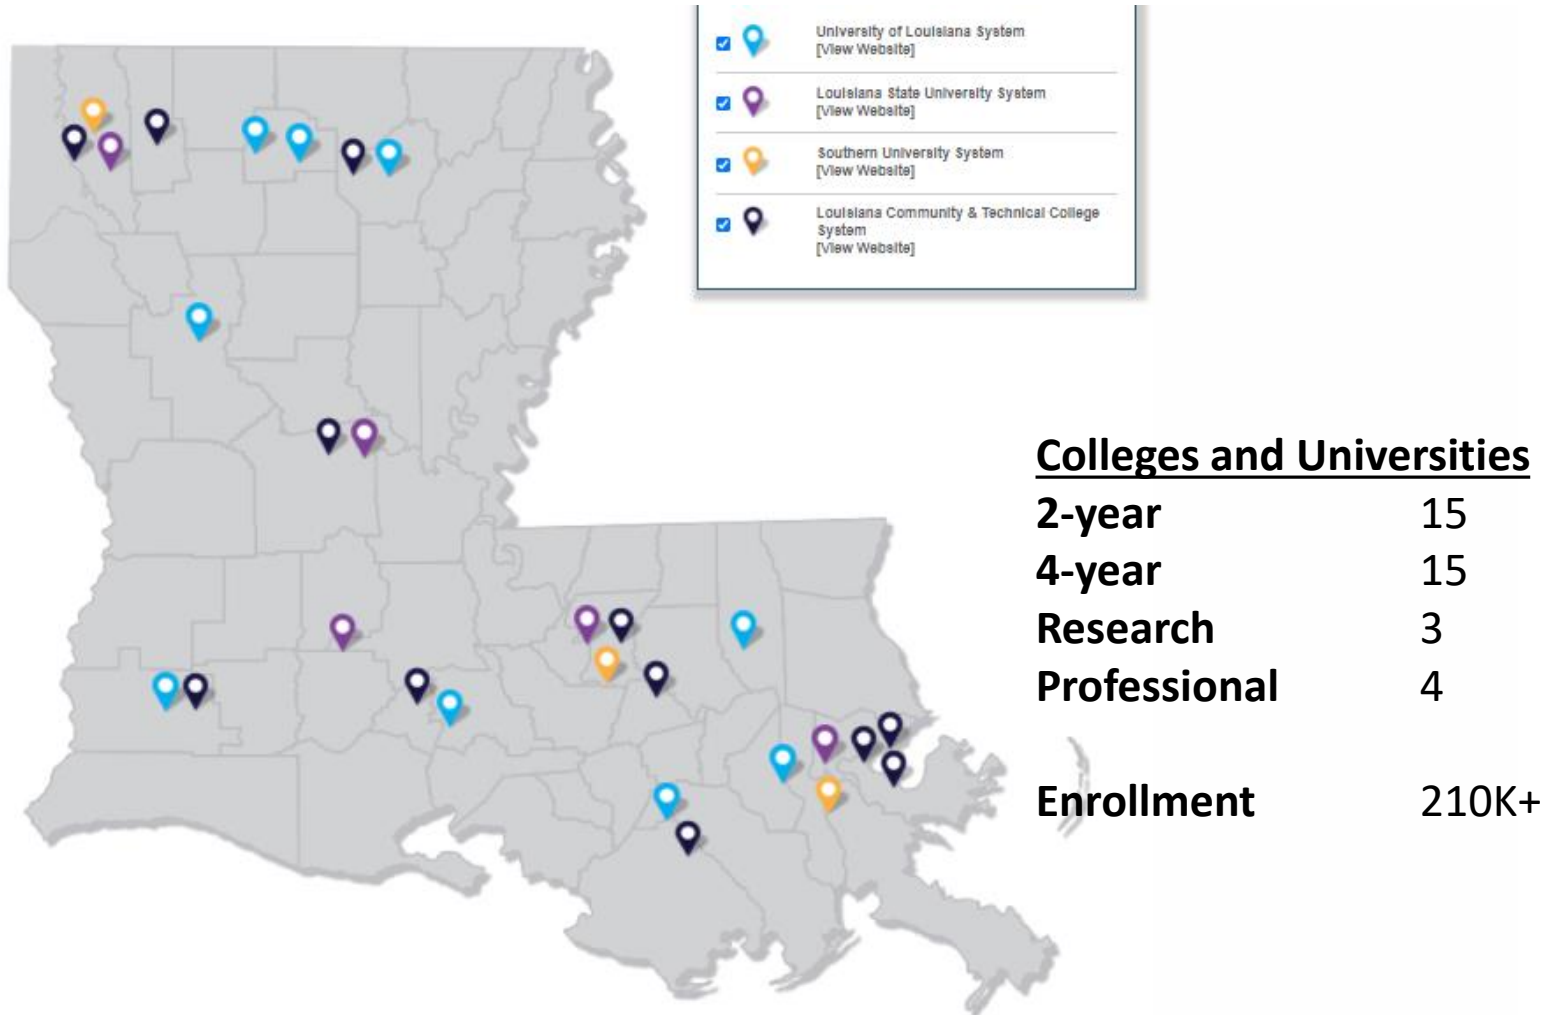 University of Louisiana System
[View Website]
Louisiana State University System
[View Website]
Southern University System
[View Website]
Louisiana Community & Technical College
System
[View Website]
Colleges and Universities
2-year 15
4-year 15
Research 3
Professional 4
Enrollment 210K+